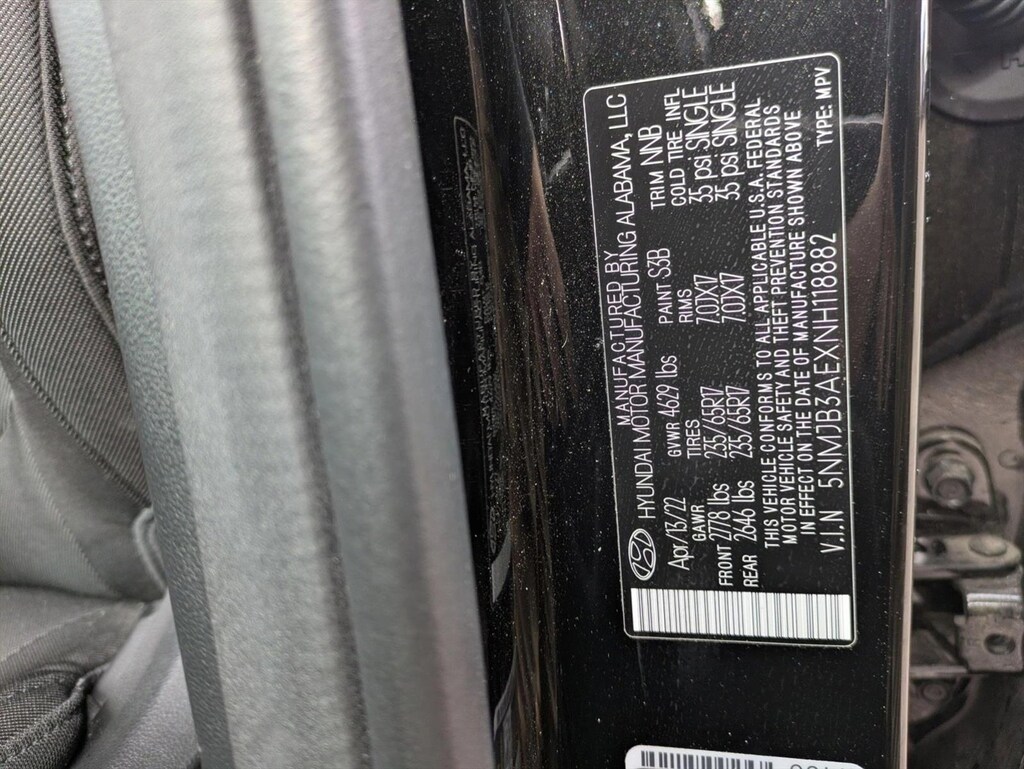 MANUFACTURED BY
HYUNDAI MOTOR MANUFACTURING ALABAMA, LLC
Apr/13/22 GVWR 4629 lbs PAINT S3B TRIM NNB
GAWR TIRES RIMS COLD TIRE INFL
FRONT 2778 lbs 235/65R17 7.0JX17 35 psi SINGLE
REAR 2646 lbs 235/65R17 7.0JX17 35 psi SINGLE
THIS VEHICLE CONFORMS TO ALL APPLICABLE U.S.A. FEDERAL
MOTOR VEHICLE SAFETY AND THEFT PREVENTION STANDARDS
IN EFFECT ON THE DATE OF MANUFACTURE SHOWN ABOVE
V.I.N 5NMJB3AEXNH118882 TYPE: MPV